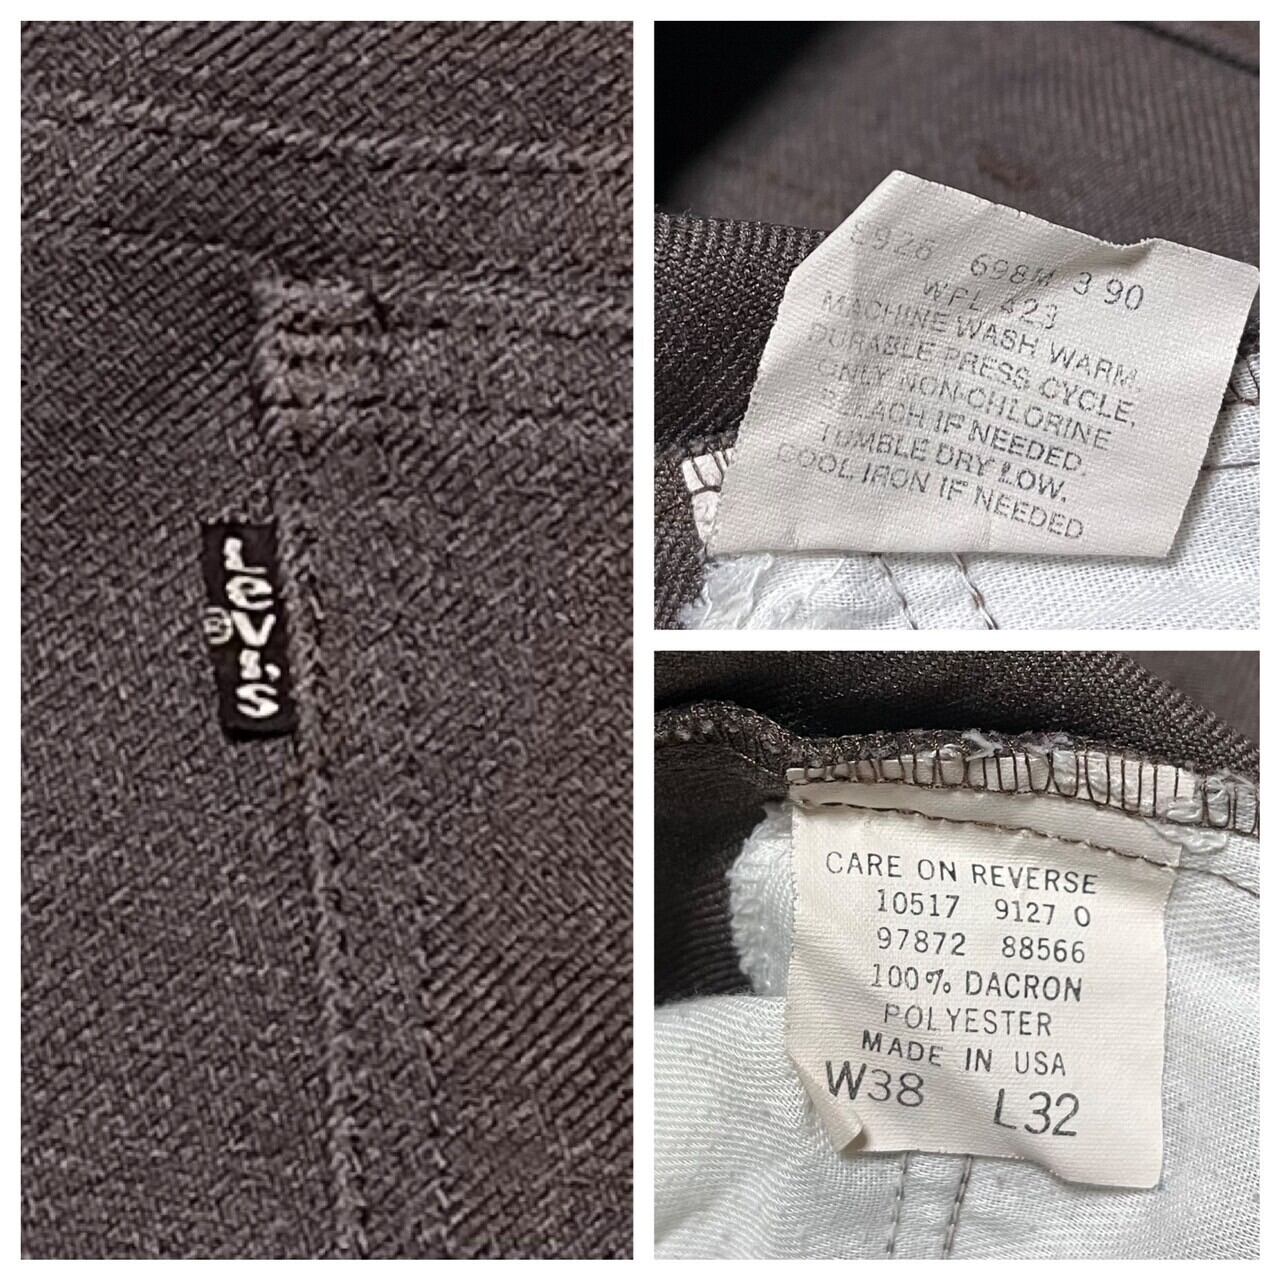 Levi's
®
8926 698M 3 90
WPL 423
MACHINE WASH WARM,
DURABLE PRESS CYCLE,
ONLY NON-CHLORINE
BLEACH IF NEEDED.
TUMBLE DRY LOW,
COOL IRON IF NEEDED
CARE ON REVERSE
10517 9127 0
97872 88566
100% DACRON
POLYESTER
MADE IN USA
W38 L32